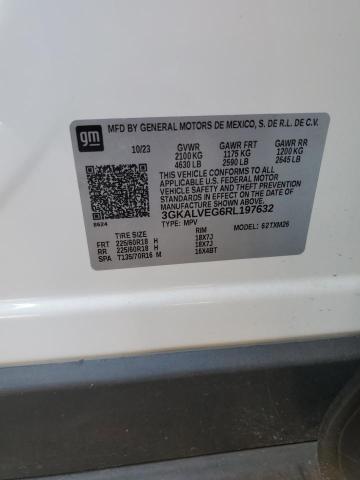 gm
MFD BY GENERAL MOTORS DE MEXICO, S. DE R.L. DE C.V.
10/23 GVWR GAWR FRT GAWR RR
2100 KG 1175 KG 1200 KG
4630 LB 2590 LB 2645 LB
THIS VEHICLE CONFORMS TO ALL
APPLICABLE U.S. FEDERAL MOTOR
VEHICLE SAFETY, BUMPER, AND THEFT
PREVENTION STANDARDS IN EFFECT ON
THE DATE OF MANUFACTURE SHOWN ABOVE.
3GKALVEG6RL197632
8624 TYPE: MPV 62TXM26
TIRE SIZE RIM
FRT 225/60R18 H 18X7J
RR 225/60R18 H 18X7J
SPA T135/70R16 M 16X4BT